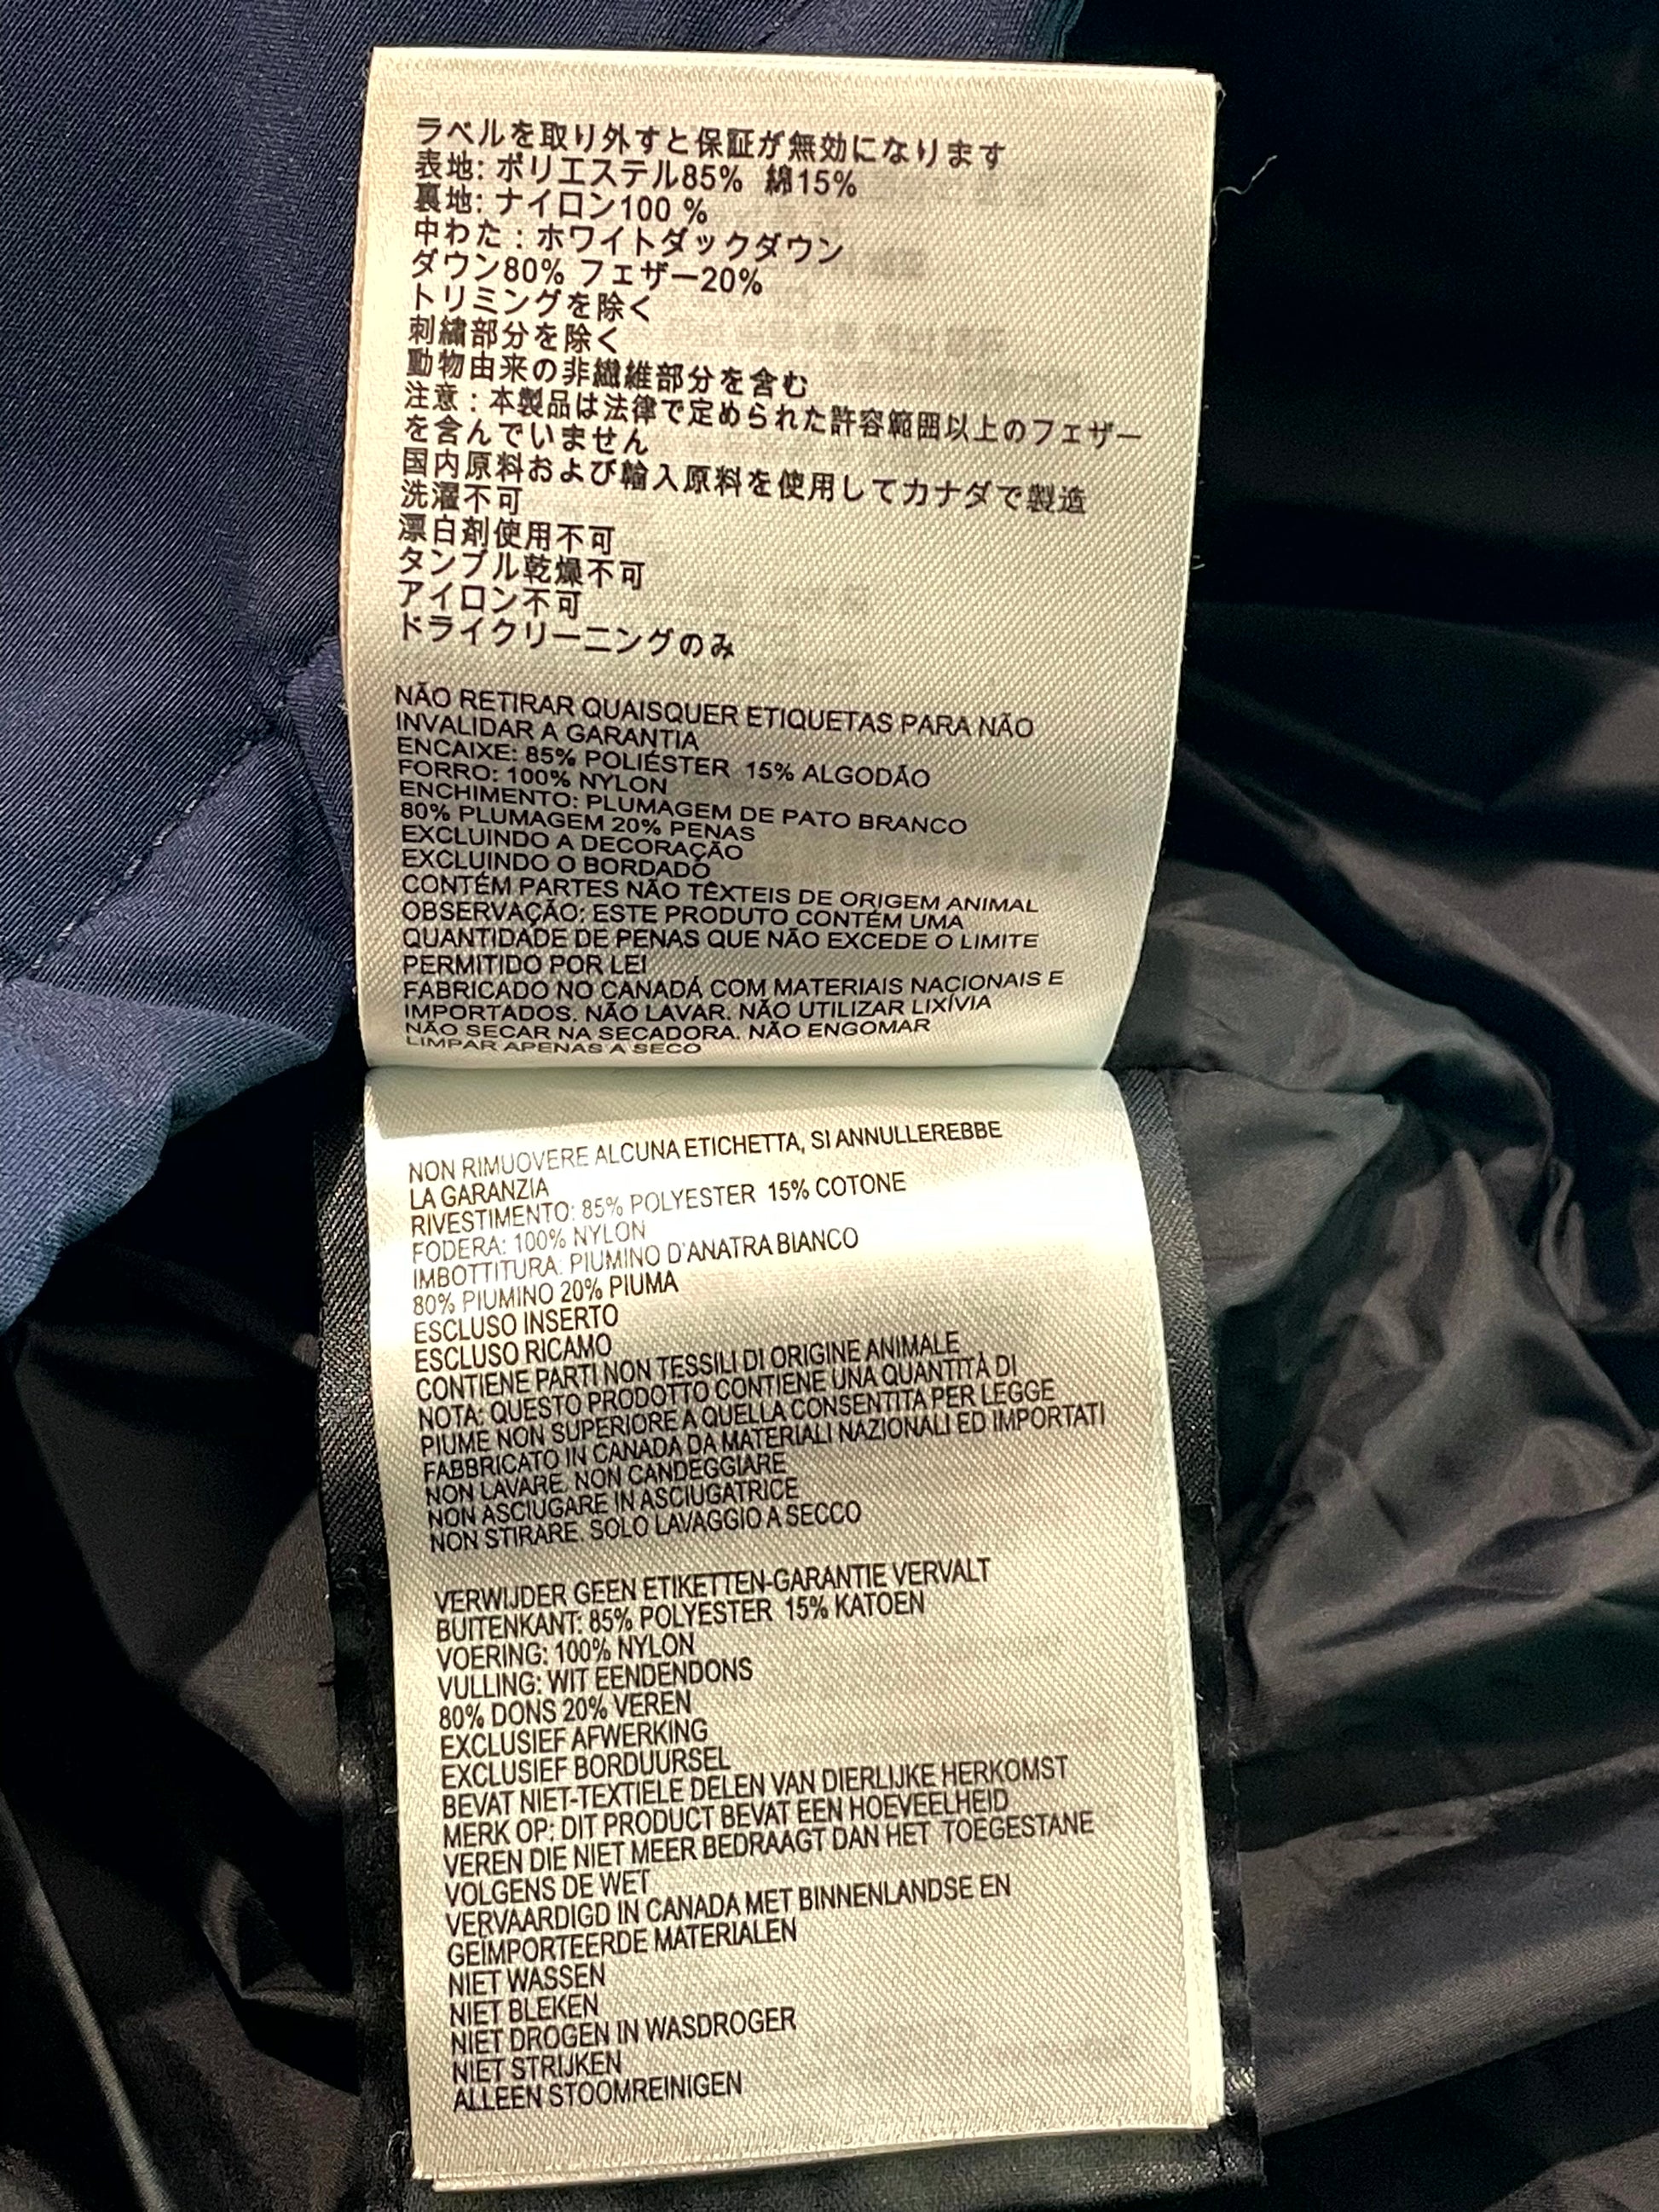 ラベルを取り外すと保証が無効になります
表地: ポリエステル85% 綿15%
裏地: ナイロン100 %
中わた : ホワイトダックダウン
ダウン80% フェザー20%
トリミングを除く
刺繍部分を除く
動物由来の非繊維部分を含む
注意 : 本製品は法律で定められた許容範囲以上のフェザー
を含んでいません
国内原料および輸入原料を使用してカナダで製造
洗濯不可
漂白剤使用不可
タンブル乾燥不可
アイロン不可
ドライクリーニングのみ
NÃO RETIRAR QUAISQUER ETIQUETAS PARA NÃO
INVALIDAR A GARANTIA
ENCAIXE: 85% POLIÉSTER 15% ALGODÃO
FORRO: 100% NYLON
ENCHIMENTO: PLUMAGEM DE PATO BRANCO
80% PLUMAGEM 20% PENAS
EXCLUINDO A DECORAÇÃO
EXCLUINDO O BORDADO
CONTÉM PARTES NÃO TÊXTEIS DE ORIGEM ANIMAL
OBSERVAÇÃO: ESTE PRODUTO CONTÉM UMA
QUANTIDADE DE PENAS QUE NÃO EXCEDE O LIMITE
PERMITIDO POR LEI
FABRICADO NO CANADÁ COM MATERIAIS NACIONAIS E
IMPORTADOS. NÃO LAVAR. NÃO UTILIZAR LIXÍVIA
NÃO SECAR NA SECADORA. NÃO ENGOMAR
LIMPAR APENAS A SECO
NON RIMUOVERE ALCUNA ETICHETTA, SI ANNULLEREBBE
LA GARANZIA
RIVESTIMENTO: 85% POLYESTER 15% COTONE
FODERA: 100% NYLON
IMBOTTITURA: PIUMINO D'ANATRA BIANCO
80% PIUMINO 20% PIUMA
ESCLUSO INSERTO
ESCLUSO RICAMO
CONTIENE PARTI NON TESSILI DI ORIGINE ANIMALE
NOTA: QUESTO PRODOTTO CONTIENE UNA QUANTITÀ DI
PIUME NON SUPERIORE A QUELLA CONSENTITA PER LEGGE
FABBRICATO IN CANADA DA MATERIALI NAZIONALI ED IMPORTATI
NON LAVARE. NON CANDEGGIARE
NON ASCIUGARE IN ASCIUGATRICE
NON STIRARE. SOLO LAVAGGIO A SECCO
VERWIJDER GEEN ETIKETTEN-GARANTIE VERVALT
BUITENKANT: 85% POLYESTER 15% KATOEN
VOERING: 100% NYLON
VULLING: WIT EENDENDONS
80% DONS 20% VEREN
EXCLUSIEF AFWERKING
EXCLUSIEF BORDUURSEL
BEVAT NIET-TEXTIELE DELEN VAN DIERLIJKE HERKOMST
MERK OP: DIT PRODUCT BEVAT EEN HOEVEELHEID
VEREN DIE NIET MEER BEDRAAGT DAN HET TOEGESTANE
VOLGENS DE WET
VERVAARDIGD IN CANADA MET BINNENLANDSE EN
GEÏMPORTEERDE MATERIALEN
NIET WASSEN
NIET BLEKEN
NIET DROGEN IN WASDROGER
NIET STRIJKEN
ALLEEN STOOMREINIGEN